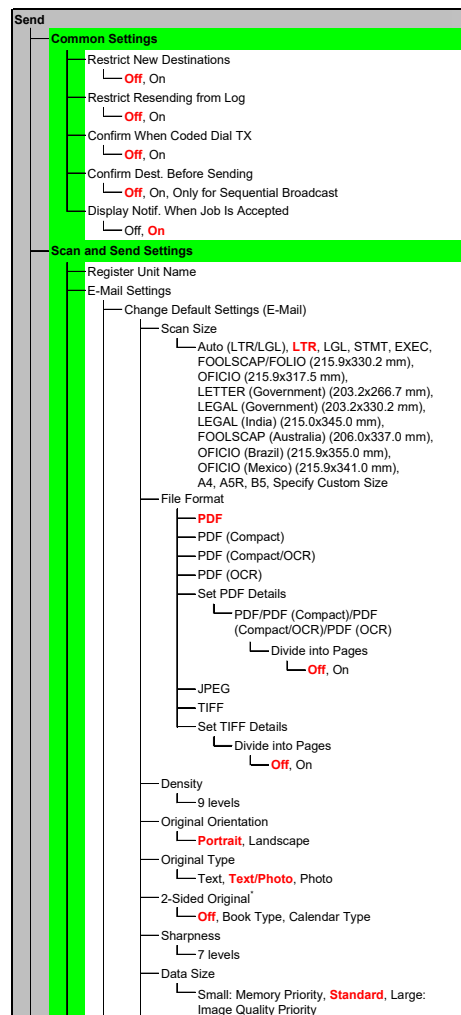 Send
Common Settings
Restrict New Destinations
Off, On
Restrict Resending from Log
Off, On
Confirm When Coded Dial TX
Off, On
Confirm Dest. Before Sending
Off, On, Only for Sequential Broadcast
Display Notif. When Job Is Accepted
Off, On
Scan and Send Settings
Register Unit Name
E-Mail Settings
Change Default Settings (E-Mail)
Scan Size
Auto (LTR/LGL), LTR, LGL, STMT, EXEC,
FOOLSCAP/FOLIO (215.9x330.2 mm),
OFICIO (215.9x317.5 mm),
LETTER (Government) (203.2x266.7 mm),
LEGAL (Government) (203.2x330.2 mm),
LEGAL (India) (215.0x345.0 mm),
FOOLSCAP (Australia) (206.0x337.0 mm),
OFICIO (Brazil) (215.9x355.0 mm),
OFICIO (Mexico) (215.9x341.0 mm),
A4, A5R, B5, Specify Custom Size
File Format
PDF
PDF (Compact)
PDF (Compact/OCR)
PDF (OCR)
Set PDF Details
PDF/PDF (Compact)/PDF
(Compact/OCR)/PDF (OCR)
Divide into Pages
Off, On
JPEG
TIFF
Set TIFF Details
Divide into Pages
Off, On
Density
9 levels
Original Orientation
Portrait, Landscape
Original Type
Text, Text/Photo, Photo
2-Sided Original*
Off, Book Type, Calendar Type
Sharpness
7 levels
Data Size
Small: Memory Priority, Standard, Large:
Image Quality Priority